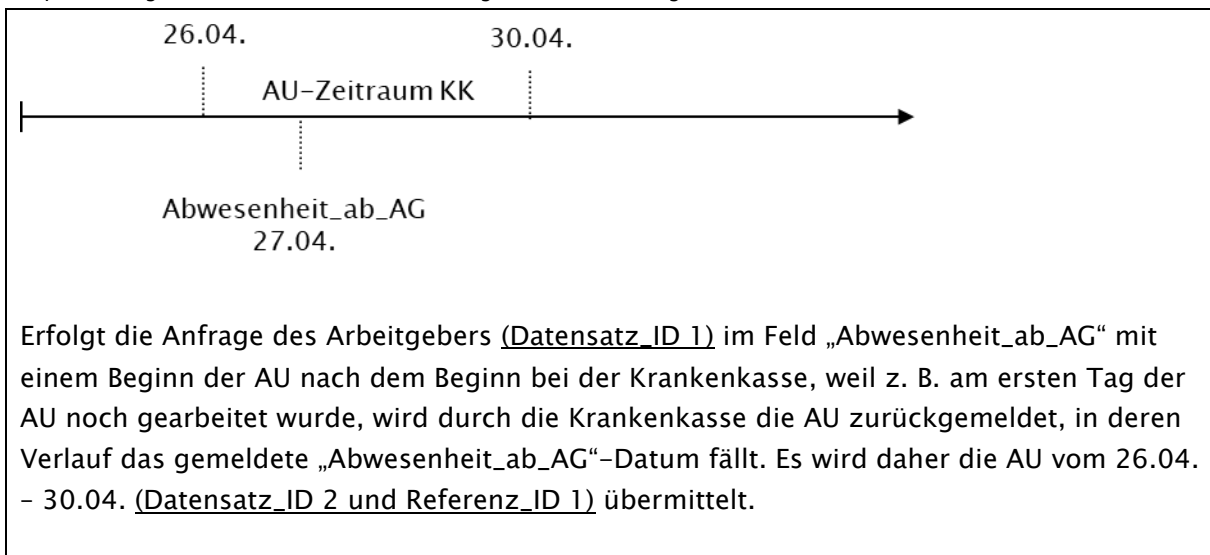 26.04.
30.04.
AU-Zeitraum KK
Abwesenheit_ab_AG
27.04.
Erfolgt die Anfrage des Arbeitgebers (Datensatz_ID 1) im Feld „Abwesenheit_ab_AG“ mit
einem Beginn der AU nach dem Beginn bei der Krankenkasse, weil z. B. am ersten Tag der
AU noch gearbeitet wurde, wird durch die Krankenkasse die AU zurückgemeldet, in deren
Verlauf das gemeldete „Abwesenheit_ab_AG“-Datum fällt. Es wird daher die AU vom 26.04.
– 30.04. (Datensatz_ID 2 und Referenz_ID 1) übermittelt.